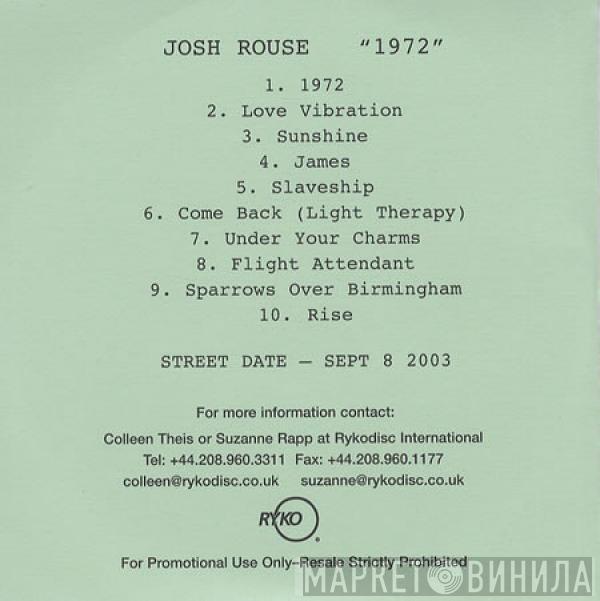 JOSH ROUSE “1972”
1. 1972
2. Love Vibration
3. Sunshine
4. James
5. Slaveship
6. Come Back (Light Therapy)
7. Under Your Charms
8. Flight Attendant
9. Sparrows Over Birmingham
10. Rise
STREET DATE — SEPT 8 2003
For more information contact:
Colleen Theis or Suzanne Rapp at Rykodisc International
Tel: +44.208.960.3311 Fax: +44.208.960.1177
colleen@rykodisc.co.uk suzanne@rykodisc.co.uk
RYKO
For Promotional Use Only–Resale Strictly Prohibited
МАРКЕТ ВИНИЛА